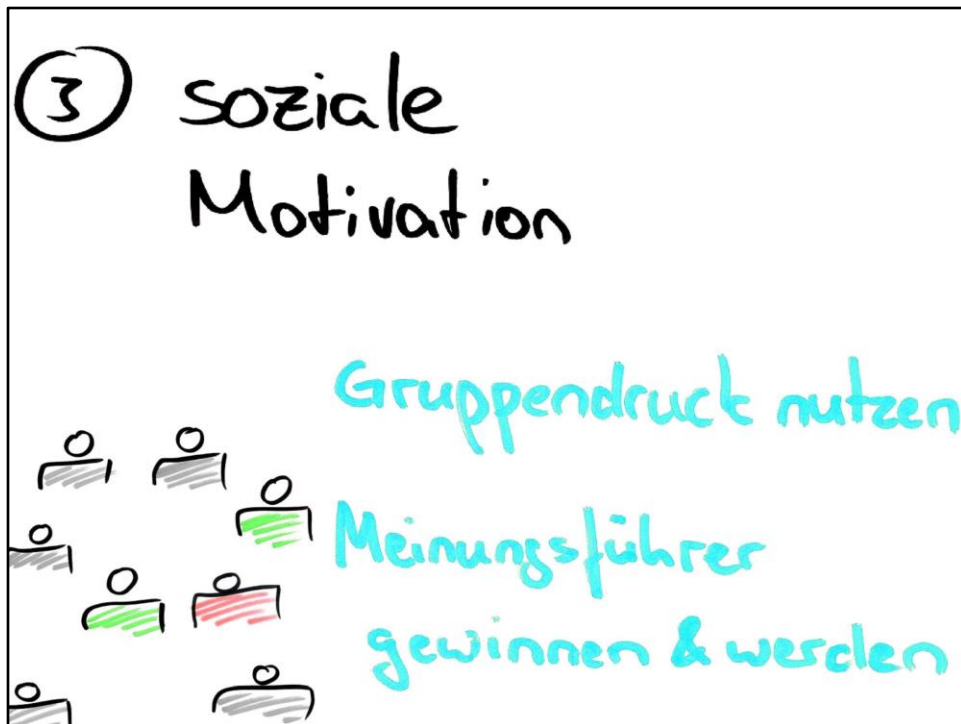 3 soziale
Motivation
Gruppendruck nutzen
Meinungsführer
gewinnen & werden